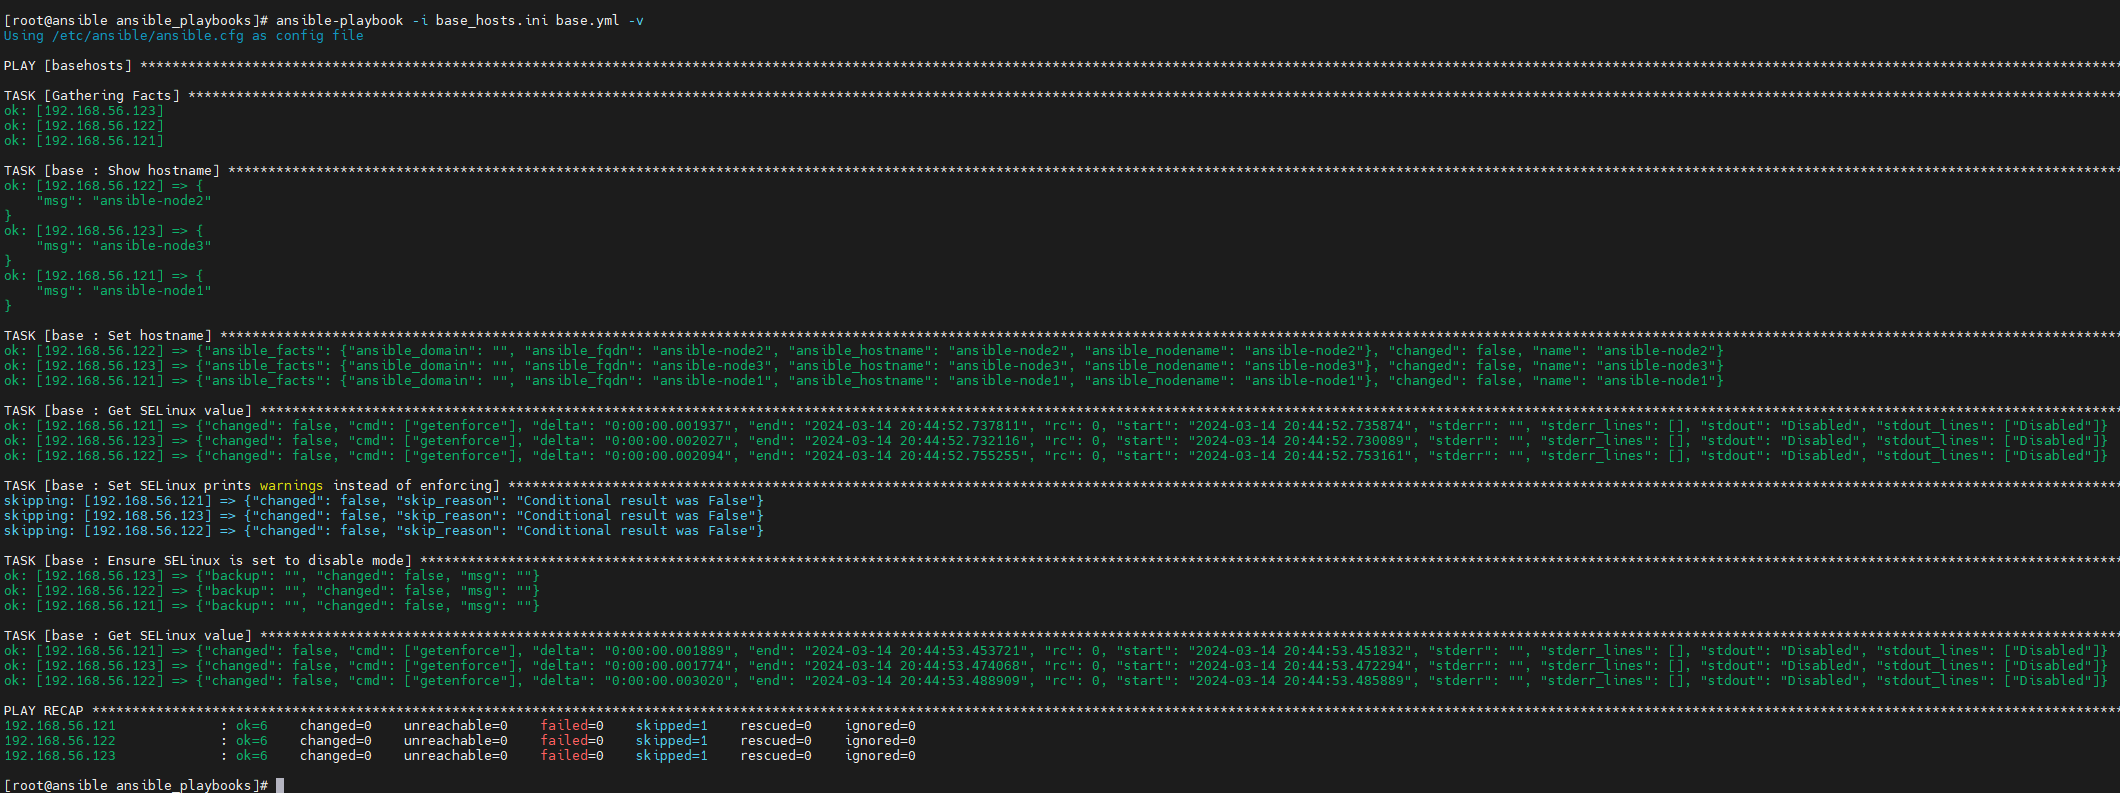 [root@ansible ansible_playbooks]# ansible-playbook -i base_hosts.ini base.yml -v
Using /etc/ansible/ansible.cfg as config file
PLAY [basehosts] ****************************************************************************************************************************************************************************************************************************************************
TASK [Gathering Facts] **********************************************************************************************************************************************************************************************************************************************
ok: [192.168.56.123]
ok: [192.168.56.122]
ok: [192.168.56.121]
TASK [base : Show hostname] *****************************************************************************************************************************************************************************************************************************************
ok: [192.168.56.122] => {
    "msg": "ansible-node2"
}
ok: [192.168.56.123] => {
    "msg": "ansible-node3"
}
ok: [192.168.56.121] => {
    "msg": "ansible-node1"
}
TASK [base : Set hostname] ******************************************************************************************************************************************************************************************************************************************
ok: [192.168.56.122] => {"ansible_facts": {"ansible_domain": "", "ansible_fqdn": "ansible-node2", "ansible_hostname": "ansible-node2", "ansible_nodename": "ansible-node2"}, "changed": false, "name": "ansible-node2"}
ok: [192.168.56.123] => {"ansible_facts": {"ansible_domain": "", "ansible_fqdn": "ansible-node3", "ansible_hostname": "ansible-node3", "ansible_nodename": "ansible-node3"}, "changed": false, "name": "ansible-node3"}
ok: [192.168.56.121] => {"ansible_facts": {"ansible_domain": "", "ansible_fqdn": "ansible-node1", "ansible_hostname": "ansible-node1", "ansible_nodename": "ansible-node1"}, "changed": false, "name": "ansible-node1"}
TASK [base : Get SELinux value] *************************************************************************************************************************************************************************************************************************************
ok: [192.168.56.121] => {"changed": false, "cmd": ["getenforce"], "delta": "0:00:00.001937", "end": "2024-03-14 20:44:52.737811", "rc": 0, "start": "2024-03-14 20:44:52.735874", "stderr": "", "stderr_lines": [], "stdout": "Disabled", "stdout_lines": ["Disabled"]}
ok: [192.168.56.123] => {"changed": false, "cmd": ["getenforce"], "delta": "0:00:00.002027", "end": "2024-03-14 20:44:52.732116", "rc": 0, "start": "2024-03-14 20:44:52.730089", "stderr": "", "stderr_lines": [], "stdout": "Disabled", "stdout_lines": ["Disabled"]}
ok: [192.168.56.122] => {"changed": false, "cmd": ["getenforce"], "delta": "0:00:00.002094", "end": "2024-03-14 20:44:52.755255", "rc": 0, "start": "2024-03-14 20:44:52.753161", "stderr": "", "stderr_lines": [], "stdout": "Disabled", "stdout_lines": ["Disabled"]}
TASK [base : Set SELinux prints warnings instead of enforcing] ******************************************************************************************************************************************************************************************************
skipping: [192.168.56.121] => {"changed": false, "skip_reason": "Conditional result was False"}
skipping: [192.168.56.123] => {"changed": false, "skip_reason": "Conditional result was False"}
skipping: [192.168.56.122] => {"changed": false, "skip_reason": "Conditional result was False"}
TASK [base : Ensure SELinux is set to disable mode] *****************************************************************************************************************************************************************************************************************
ok: [192.168.56.123] => {"backup": "", "changed": false, "msg": ""}
ok: [192.168.56.122] => {"backup": "", "changed": false, "msg": ""}
ok: [192.168.56.121] => {"backup": "", "changed": false, "msg": ""}
TASK [base : Get SELinux value] *************************************************************************************************************************************************************************************************************************************
ok: [192.168.56.121] => {"changed": false, "cmd": ["getenforce"], "delta": "0:00:00.001889", "end": "2024-03-14 20:44:53.453721", "rc": 0, "start": "2024-03-14 20:44:53.451832", "stderr": "", "stderr_lines": [], "stdout": "Disabled", "stdout_lines": ["Disabled"]}
ok: [192.168.56.123] => {"changed": false, "cmd": ["getenforce"], "delta": "0:00:00.001774", "end": "2024-03-14 20:44:53.474068", "rc": 0, "start": "2024-03-14 20:44:53.472294", "stderr": "", "stderr_lines": [], "stdout": "Disabled", "stdout_lines": ["Disabled"]}
ok: [192.168.56.122] => {"changed": false, "cmd": ["getenforce"], "delta": "0:00:00.003020", "end": "2024-03-14 20:44:53.488909", "rc": 0, "start": "2024-03-14 20:44:53.485889", "stderr": "", "stderr_lines": [], "stdout": "Disabled", "stdout_lines": ["Disabled"]}
PLAY RECAP **********************************************************************************************************************************************************************************************************************************************************
192.168.56.121             : ok=6    changed=0    unreachable=0    failed=0    skipped=1    rescued=0    ignored=0
192.168.56.122             : ok=6    changed=0    unreachable=0    failed=0    skipped=1    rescued=0    ignored=0
192.168.56.123             : ok=6    changed=0    unreachable=0    failed=0    skipped=1    rescued=0    ignored=0
[root@ansible ansible_playbooks]#